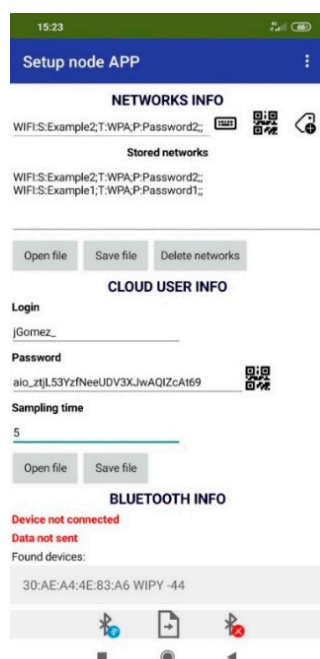 15:23
66
Setup node APP
NETWORKS INFO
WIFI:S:Example2;T:WPA;P:Password2;;
Stored networks
WIFI:S:Example2;T:WPA;P:Password2;;
WIFI:S:Example1;T:WPA;P:Password1;;
Open file Save file Delete networks
CLOUD USER INFO
Login
jGomez_
Password
aio_ztjL53YzfNeeUDV3XJwAQIZcAt69
Sampling time
5
Open file Save file
BLUETOOTH INFO
Device not connected
Data not sent
Found devices:
30:AE:A4:4E:83:A6 WIPY -44